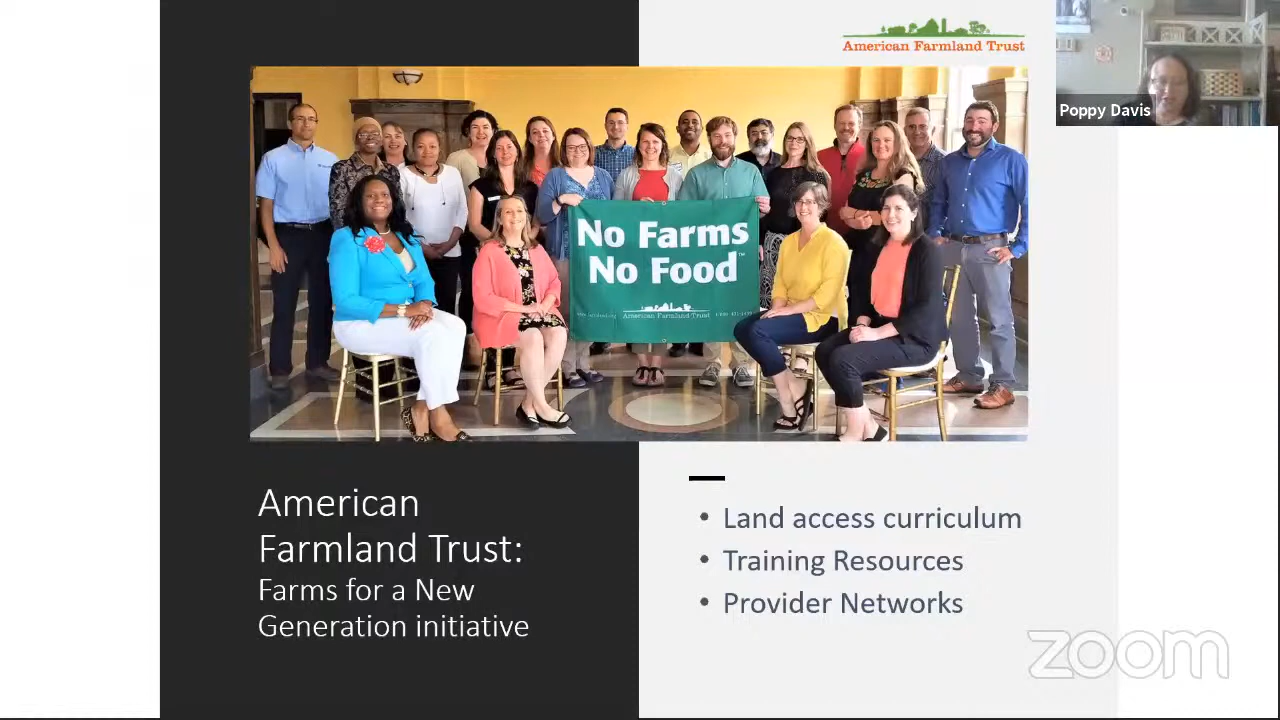 American Farmland Trust
Poppy Davis
No Farms
No Food™
American Farmland Trust
American
Farmland Trust:
Farms for a New
Generation initiative
• Land access curriculum
• Training Resources
• Provider Networks
zoom